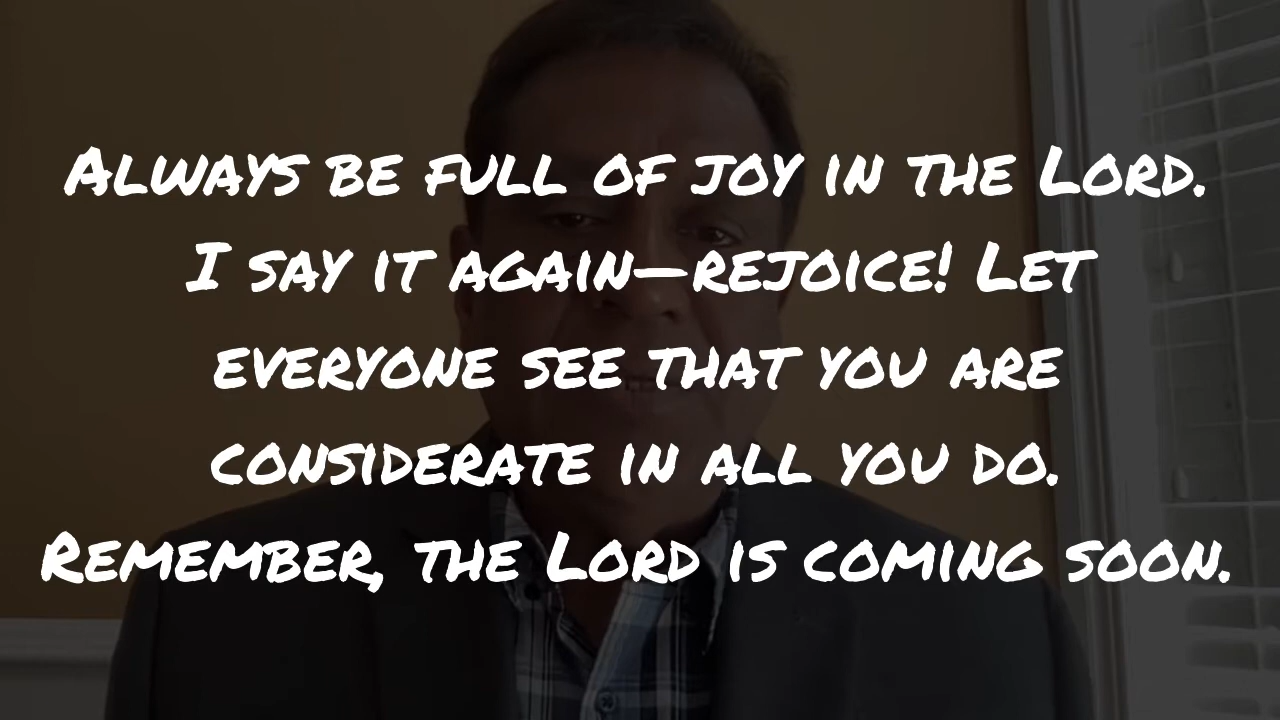 Always be full of joy in the Lord.
I say it again—rejoice! Let
everyone see that you are
considerate in all you do.
Remember, the Lord is coming soon.